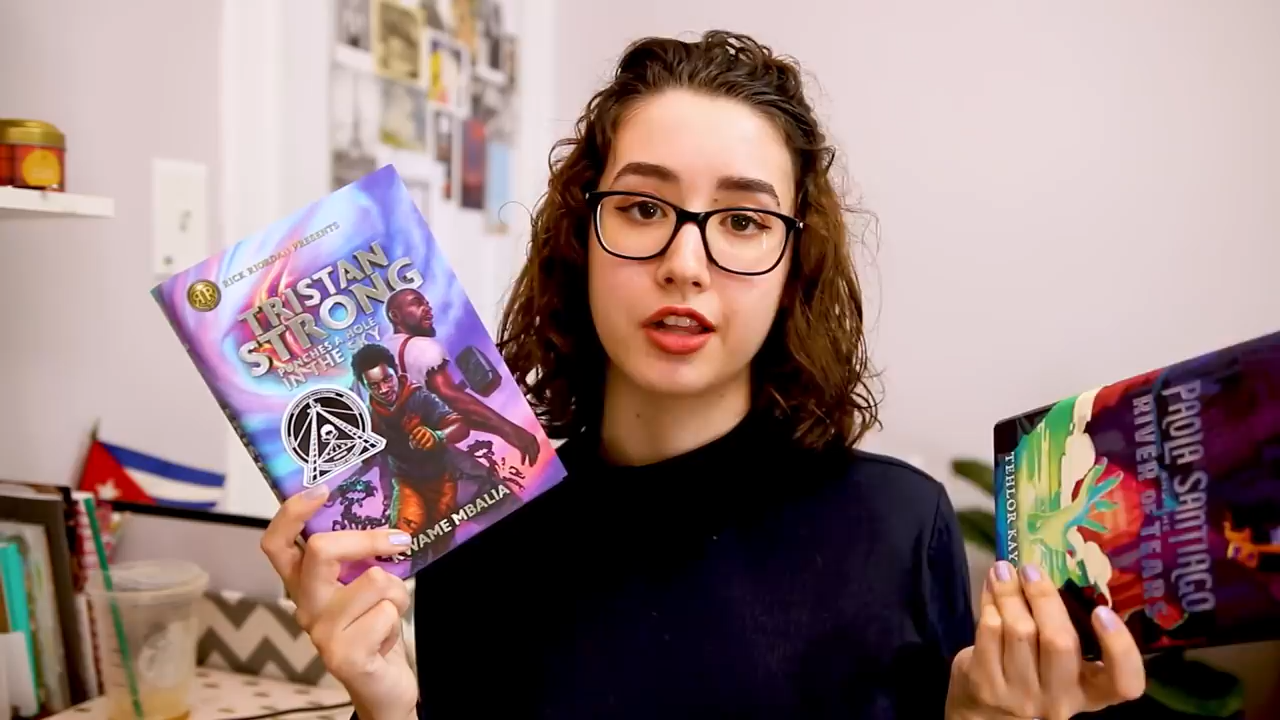 RICK RIORDAN PRESENTS
RR
TRISTAN
STRONG
PUNCHES A HOLE
IN THE SKY
KWAME MBALIA
PAOLA SANTIAGO
RIVER OF TEARS
TEHLOR KAY